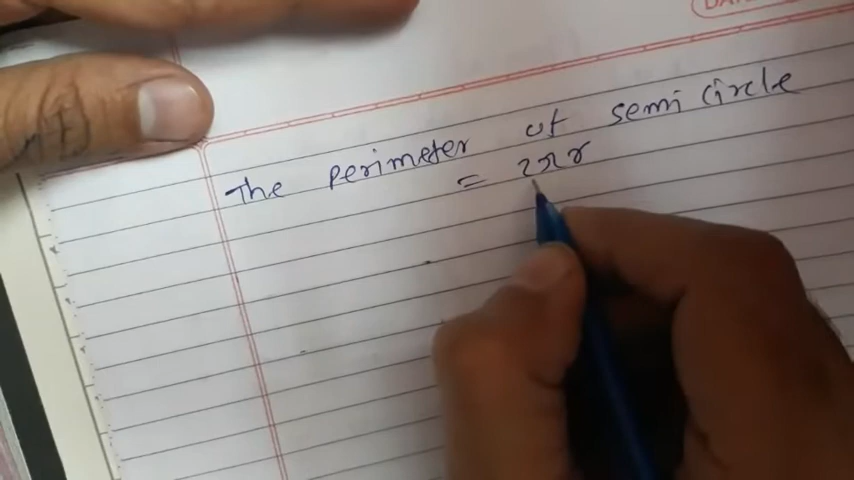 The perimeter of semi circle
= 2πr